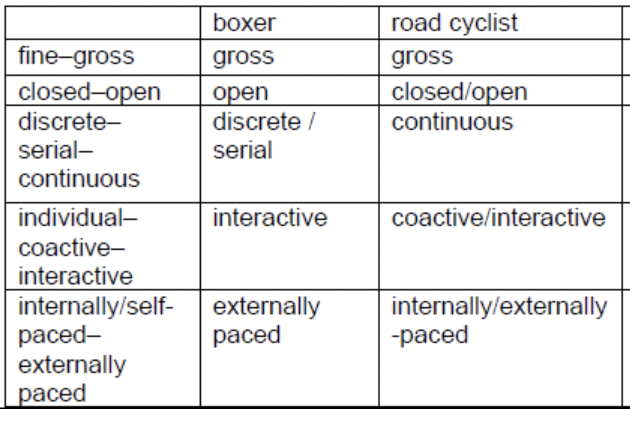 boxer road cyclist
fine–gross gross gross
closed–open open closed/open
discrete– discrete / continuous
serial– serial
continuous
individual– interactive coactive/interactive
coactive–
interactive
internally/self- externally internally/externally
paced– paced -paced
externally
paced